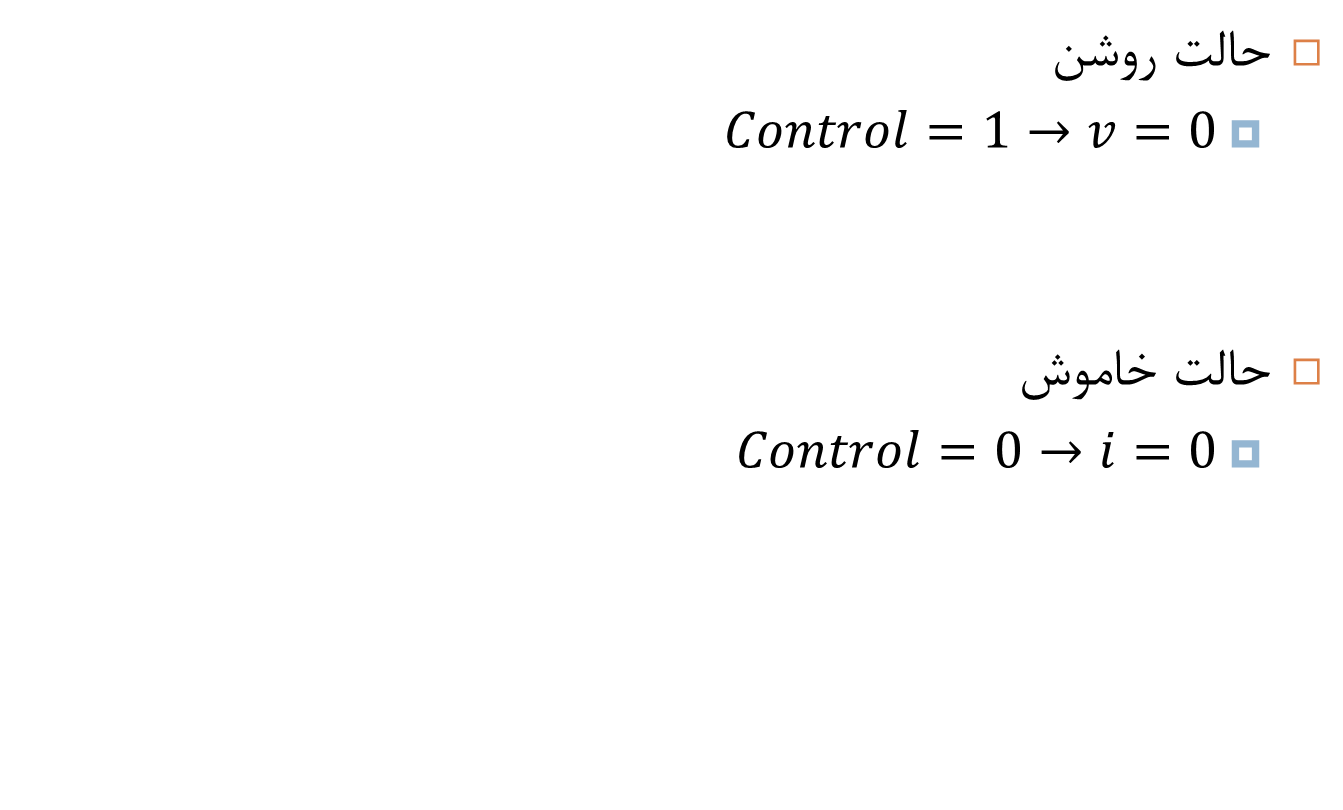 حالت روشن
Control = 1 → v = 0
حالت خاموش
Control = 0 → i = 0